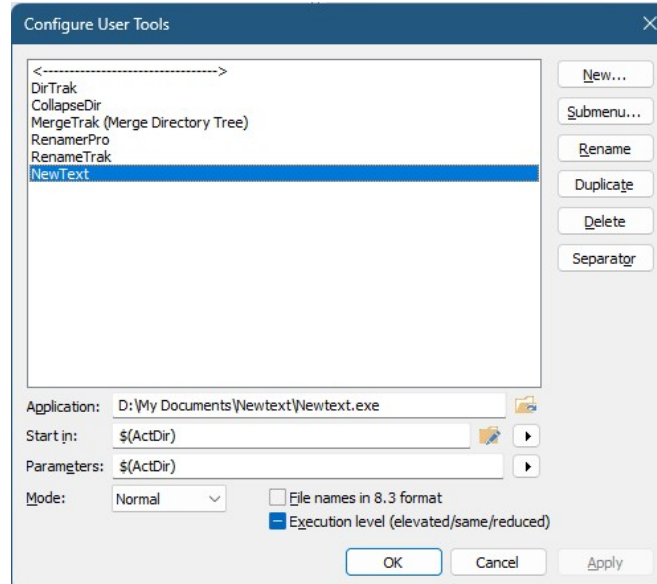 Configure User Tools
<--------------------------------->
DirTrak
CollapseDir
MergeTrak (Merge Directory Tree)
RenamerPro
RenameTrak
NewText
New...
Submenu...
Rename
Duplicate
Delete
Separator
Application: D:\My Documents\Newtext\Newtext.exe
Start in: $(ActDir)
Parameters: $(ActDir)
Mode: Normal File names in 8.3 format
Execution level (elevated/same/reduced)
OK Cancel Apply